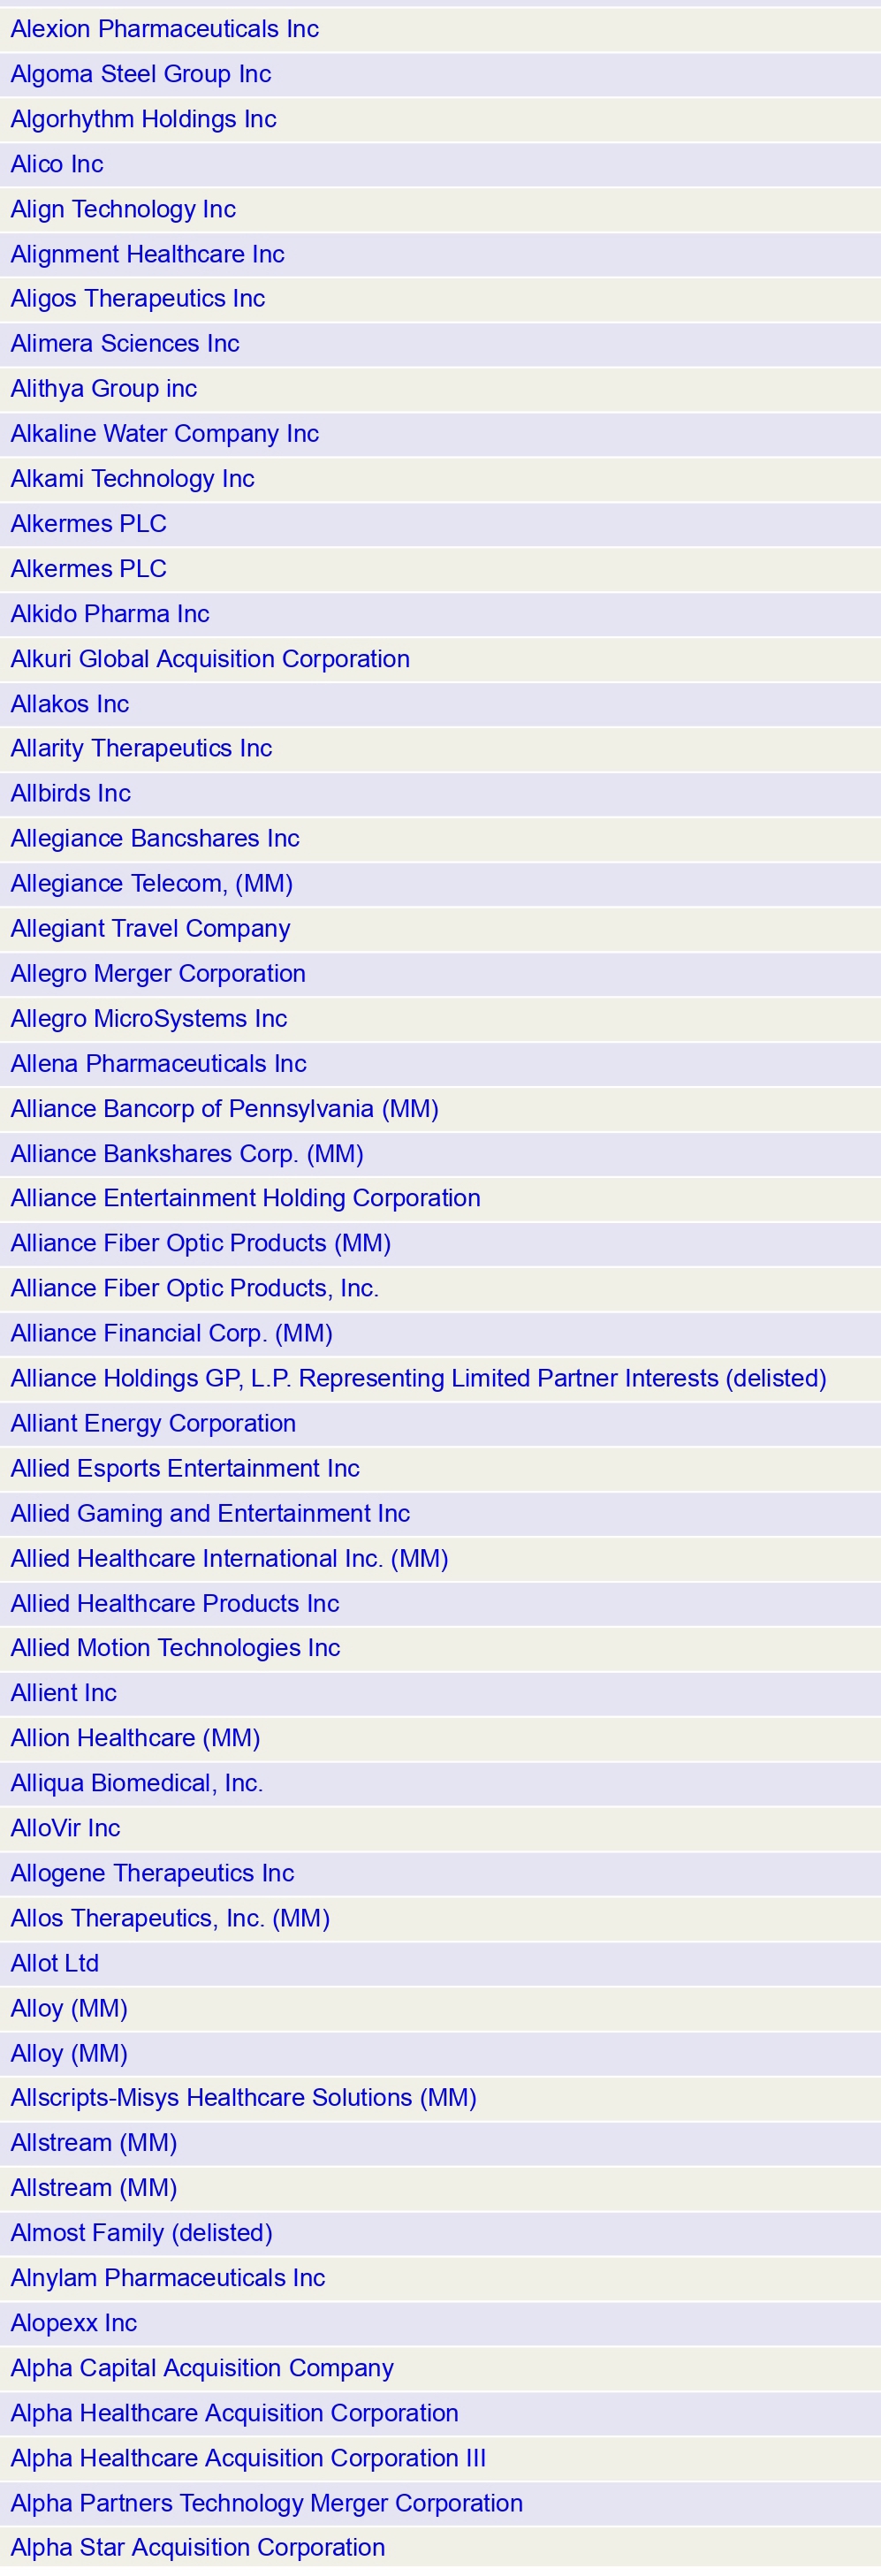 Alexion Pharmaceuticals Inc
Algoma Steel Group Inc
Algorhythm Holdings Inc
Alico Inc
Align Technology Inc
Alignment Healthcare Inc
Aligos Therapeutics Inc
Alimera Sciences Inc
Alithya Group inc
Alkaline Water Company Inc
Alkami Technology Inc
Alkermes PLC
Alkermes PLC
Alkido Pharma Inc
Alkuri Global Acquisition Corporation
Allakos Inc
Allarity Therapeutics Inc
Allbirds Inc
Allegiance Bancshares Inc
Allegiance Telecom, (MM)
Allegiant Travel Company
Allegro Merger Corporation
Allegro MicroSystems Inc
Allena Pharmaceuticals Inc
Alliance Bancorp of Pennsylvania (MM)
Alliance Bankshares Corp. (MM)
Alliance Entertainment Holding Corporation
Alliance Fiber Optic Products (MM)
Alliance Fiber Optic Products, Inc.
Alliance Financial Corp. (MM)
Alliance Holdings GP, L.P. Representing Limited Partner Interests (delisted)
Alliant Energy Corporation
Allied Esports Entertainment Inc
Allied Gaming and Entertainment Inc
Allied Healthcare International Inc. (MM)
Allied Healthcare Products Inc
Allied Motion Technologies Inc
Allient Inc
Allion Healthcare (MM)
Alliqua Biomedical, Inc.
AlloVir Inc
Allogene Therapeutics Inc
Allos Therapeutics, Inc. (MM)
Allot Ltd
Alloy (MM)
Alloy (MM)
Allscripts-Misys Healthcare Solutions (MM)
Allstream (MM)
Allstream (MM)
Almost Family (delisted)
Alnylam Pharmaceuticals Inc
Alopexx Inc
Alpha Capital Acquisition Company
Alpha Healthcare Acquisition Corporation
Alpha Healthcare Acquisition Corporation III
Alpha Partners Technology Merger Corporation
Alpha Star Acquisition Corporation